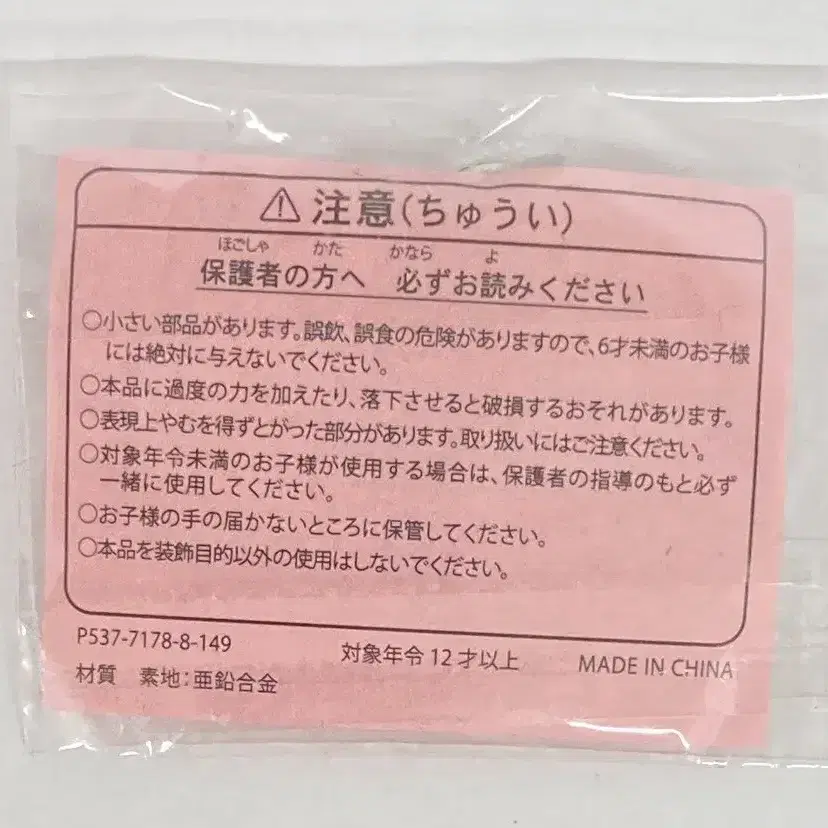 ⚠注意(ちゅうい)
ほごしゃ かた かなら よ
保護者の方へ 必ずお読みください
○小さい部品があります。誤飲、誤食の危険がありますので、6才未満のお子様
には絶対に与えないでください。
○本品に過度の力を加えたり、落下させると破損するおそれがあります。
○表現上やむを得ずとがった部分があります。取り扱いにはご注意ください。
○対象年令未満のお子様が使用する場合は、保護者の指導のもと必ず
一緒に使用してください。
○お子様の手の届かないところに保管してください。
○本品を装飾目的以外の使用はしないでください。
P537-7178-8-149 対象年令12才以上 MADE IN CHINA
材質 素地:亜鉛合金